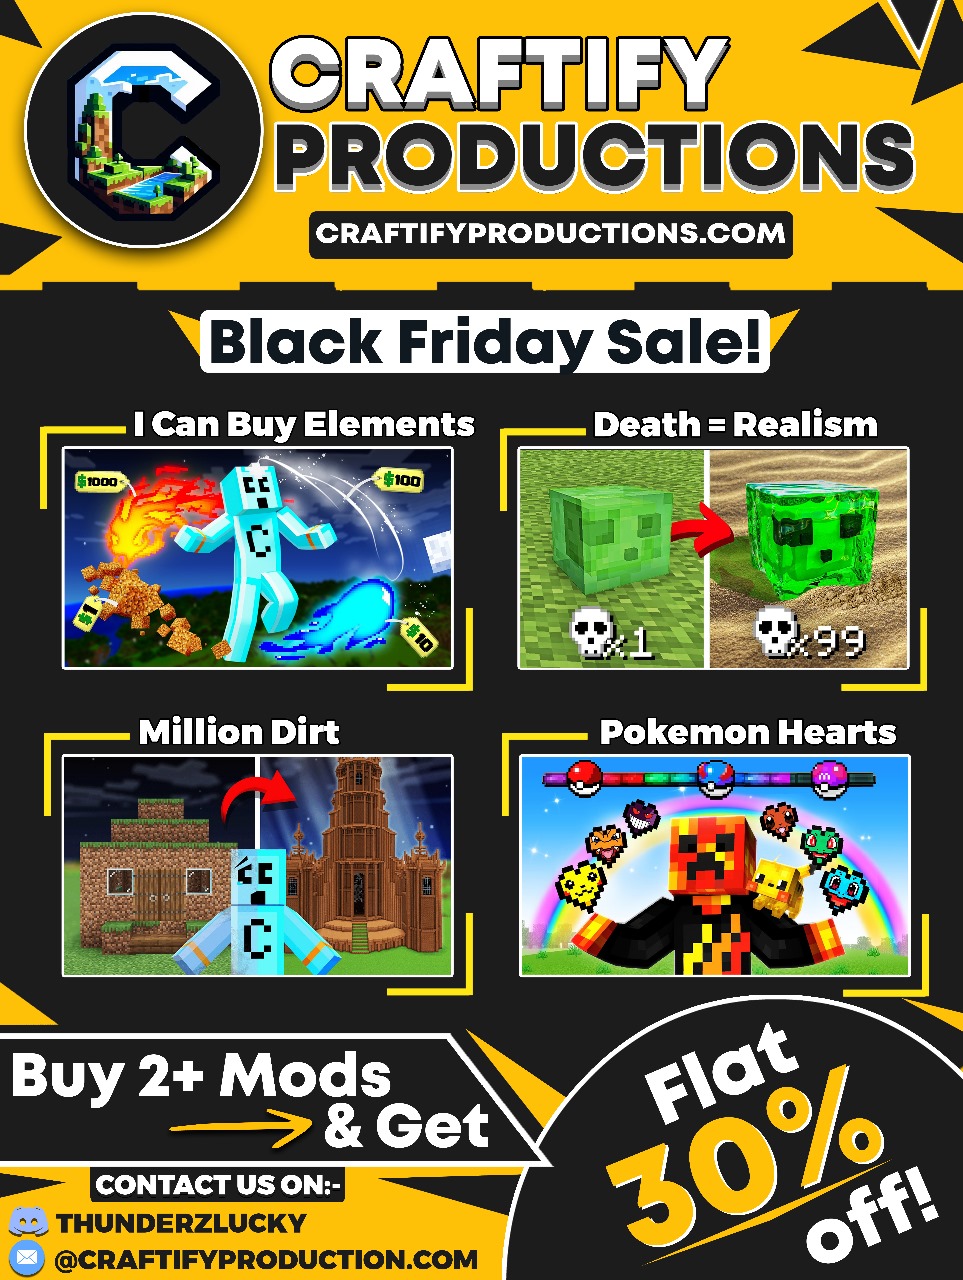 C
CRAFTIFY
PRODUCTIONS
CRAFTIFYPRODUCTIONS.COM
Black Friday Sale!
I Can Buy Elements
$1000
$100
C
$1
$10
Death = Realism
x1
x99
Million Dirt
C
Pokemon Hearts
Buy 2+ Mods
& Get
Flat
30%
off!
CONTACT US ON:-
THUNDERZLUCKY
@CRAFTIFYPRODUCTION.COM